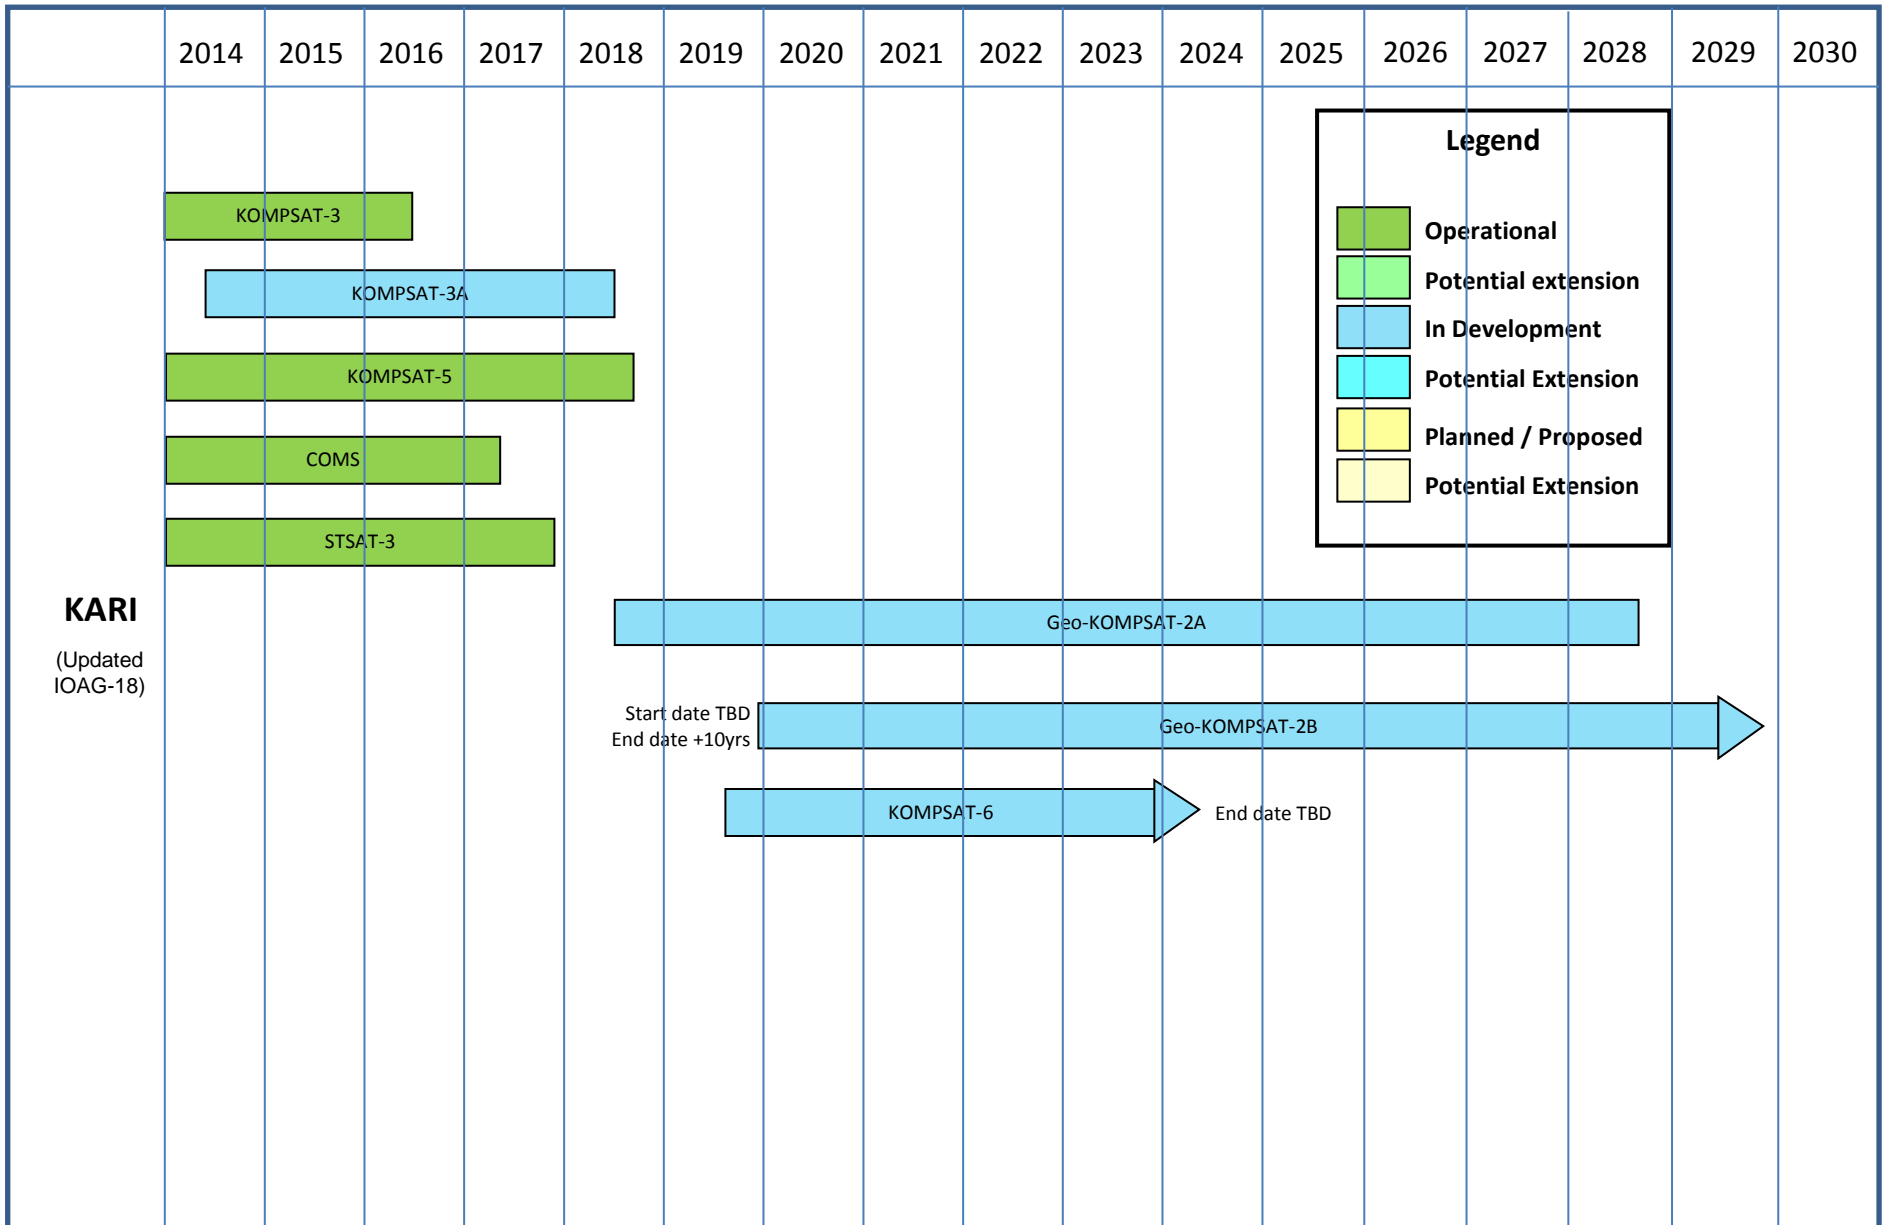 2014 2015 2016 2017 2018 2019 2020 2021 2022 2023 2024 2025 2026 2027 2028 2029 2030
Legend
Operational
Potential extension
In Development
Potential Extension
Planned / Proposed
Potential Extension
KOMPSAT-3
KOMPSAT-3A
KOMPSAT-5
COMS
STSAT-3
KARI
(Updated
IOAG-18)
Geo-KOMPSAT-2A
Start date TBD
End date +10yrs
Geo-KOMPSAT-2B
KOMPSAT-6
End date TBD